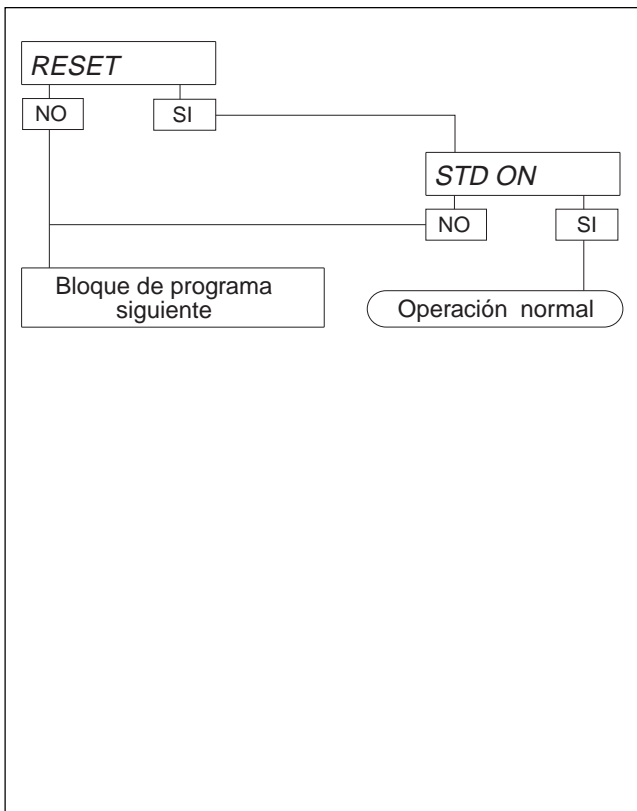 RESET
NO SI
STD ON
NO SI
Bloque de programa
siguiente
Operación normal